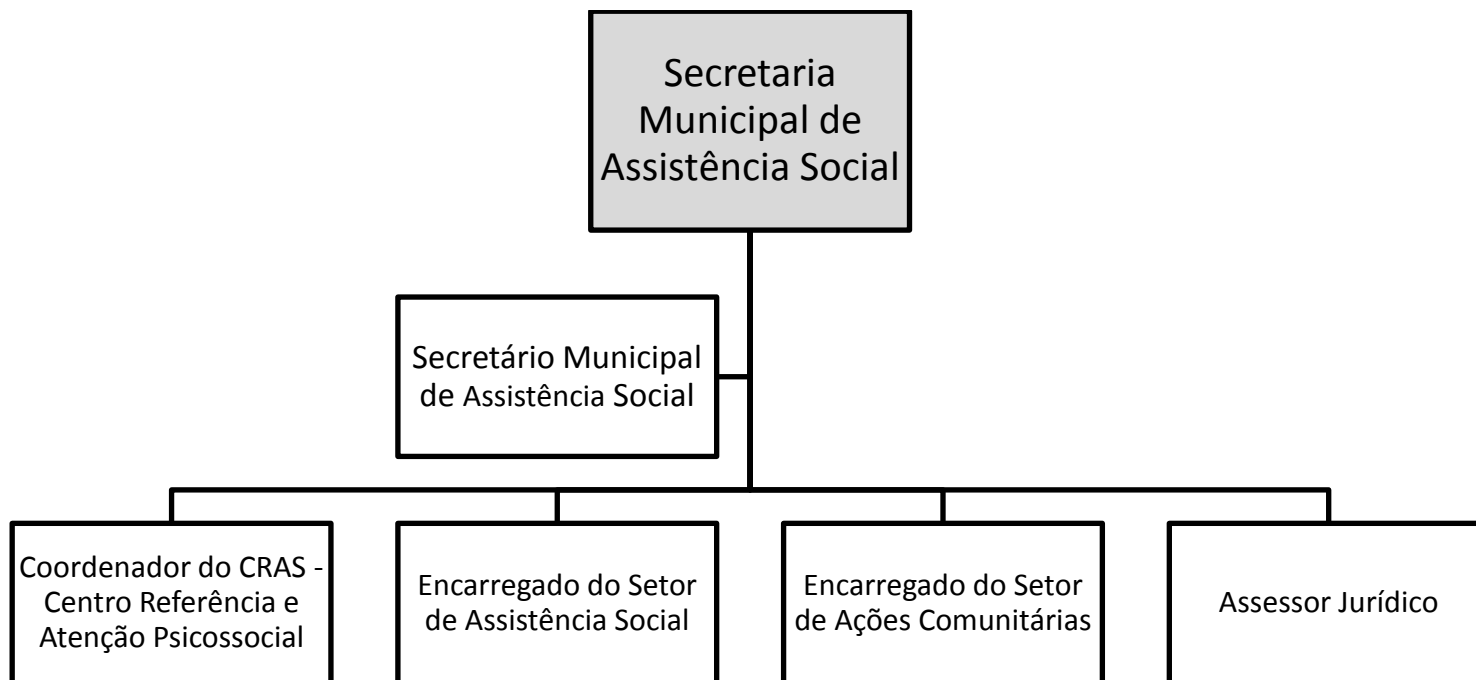 Secretaria
Municipal de
Assistência Social
Secretário Municipal
de Assistência Social
Coordenador do CRAS -
Centro Referência e
Atenção Psicossocial
Encarregado do Setor
de Assistência Social
Encarregado do Setor
de Ações Comunitárias
Assessor Jurídico